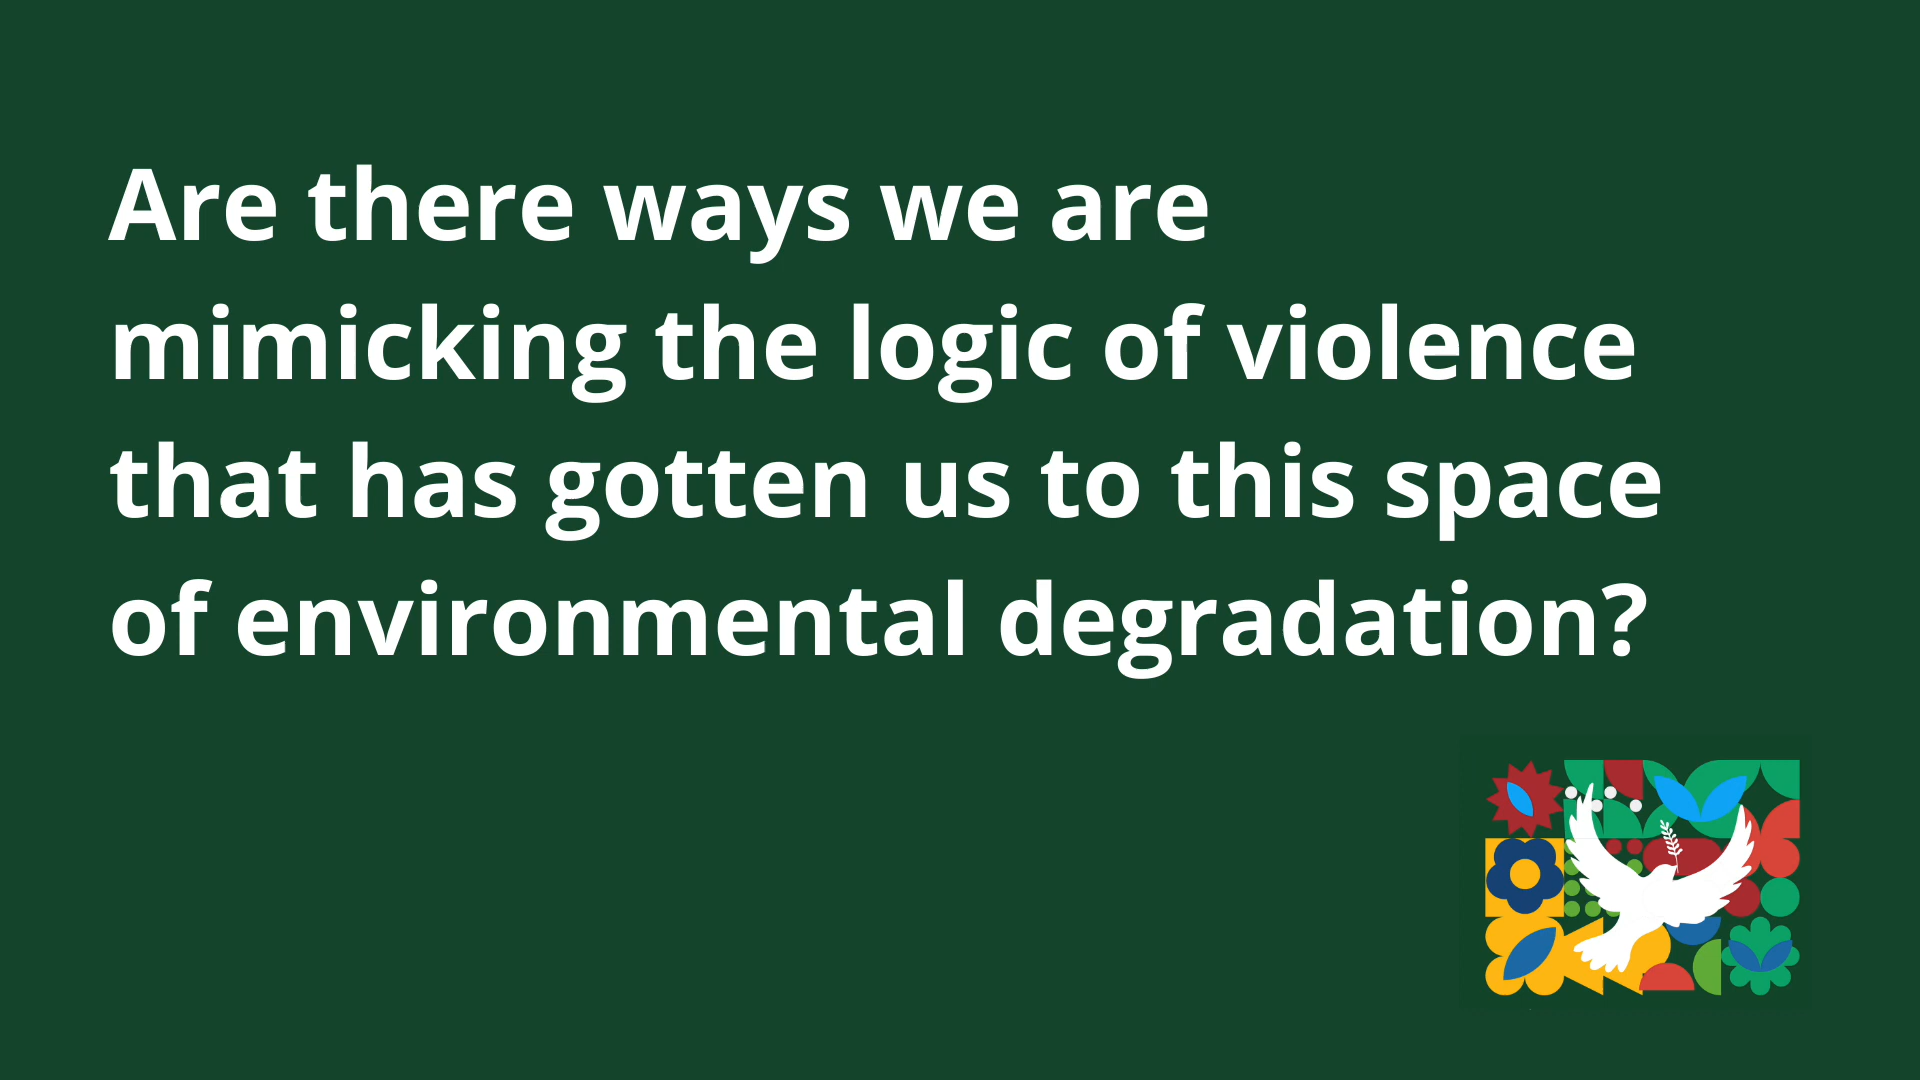 Are there ways we are
mimicking the logic of violence
that has gotten us to this space
of environmental degradation?